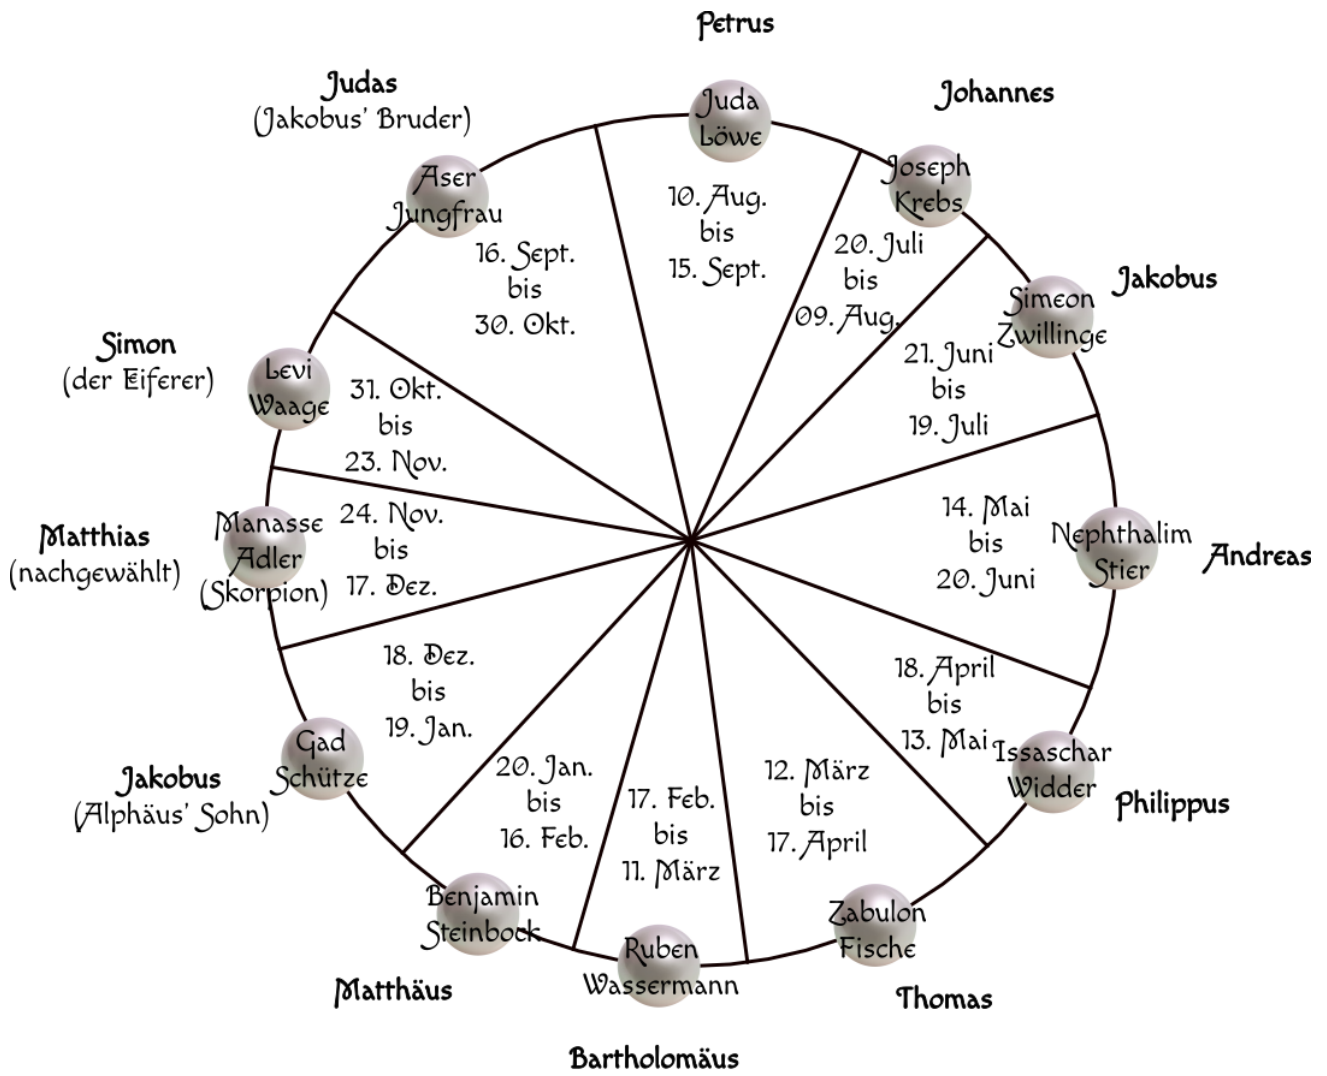 Petrus
Juda
Löwe
10. Aug.
bis
15. Sept.
Johannes
Joseph
Krebs
20. Juli
bis
09. Aug.
Jakobus
Simeon
Zwillinge
21. Juni
bis
19. Juli
Andreas
Nephthalim
Stier
14. Mai
bis
20. Juni
Philippus
Issaschar
Widder
18. April
bis
13. Mai
Thomas
Zabulon
Fische
12. März
bis
17. April
Bartholomäus
Ruben
Wassermann
17. Feb.
bis
11. März
Matthäus
Benjamin
Steinbock
20. Jan.
bis
16. Feb.
Jakobus
(Alphäus' Sohn)
Gad
Schütze
18. Dez.
bis
19. Jan.
Matthias
(nachgewählt)
Manasse
Adler
(Skorpion)
24. Nov.
bis
17. Dez.
Simon
(der Eiferer)
Levi
Waage
31. Okt.
bis
23. Nov.
Judas
(Jakobus' Bruder)
Aser
Jungfrau
16. Sept.
bis
30. Okt.